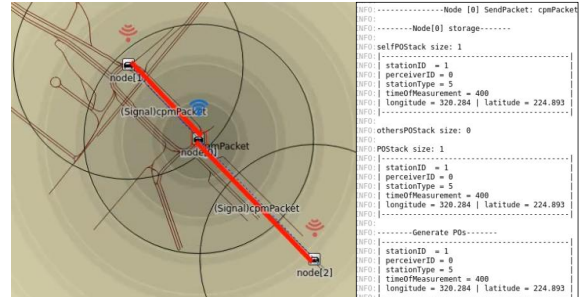 node[1]
(Signal)cpmPacket
cpmPacket
node[0]
(Signal)cpmPacket
node[2]
INFO:---------------Node [0] SendPacket: cpmPacket
INFO:
INFO:--------Node[0] storage-------
INFO:
selfPOStack size: 1
INFO:|---------------------------------------|
INFO:| stationID = 1 |
INFO:| perceiverID = 0 |
INFO:| stationType = 5 |
INFO:| timeOfMeasurement = 400 |
INFO:| longitude = 320.284 | latitude = 224.893 |
INFO:|---------------------------------------|
INFO:
othersPOStack size: 0
INFO:
POStack size: 1
INFO:|---------------------------------------|
INFO:| stationID = 1 |
INFO:| perceiverID = 0 |
INFO:| stationType = 5 |
INFO:| timeOfMeasurement = 400 |
INFO:| longitude = 320.284 | latitude = 224.893 |
INFO:|---------------------------------------|
INFO:
INFO:--------Generate POs-------
INFO:|---------------------------------------|
INFO:| stationID = 1 |
INFO:| perceiverID = 0 |
INFO:| stationType = 5 |
INFO:| timeOfMeasurement = 400 |
INFO:| longitude = 320.284 | latitude = 224.893 |